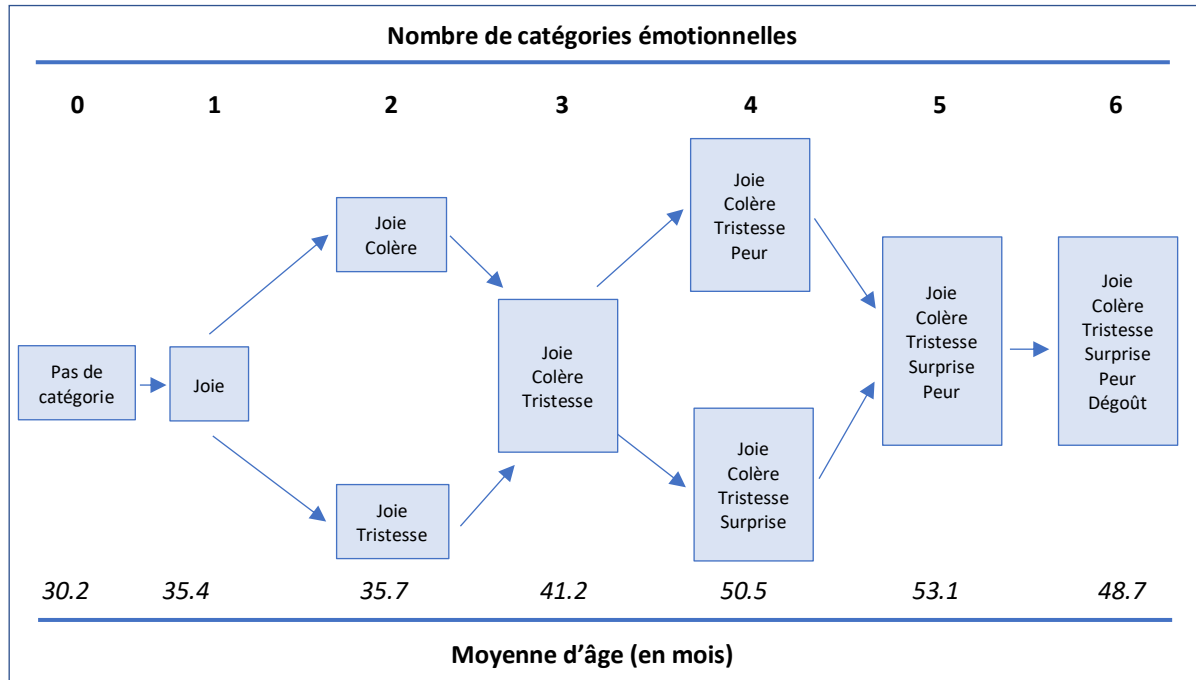 Nombre de catégories émotionnelles
0 1 2 3 4 5 6
Pas de
catégorie
Joie
Joie
Colère
Joie
Tristesse
Joie
Colère
Tristesse
Joie
Colère
Tristesse
Peur
Joie
Colère
Tristesse
Surprise
Joie
Colère
Tristesse
Surprise
Peur
Joie
Colère
Tristesse
Surprise
Peur
Dégoût
30.2 35.4 35.7 41.2 50.5 53.1 48.7
Moyenne d'âge (en mois)